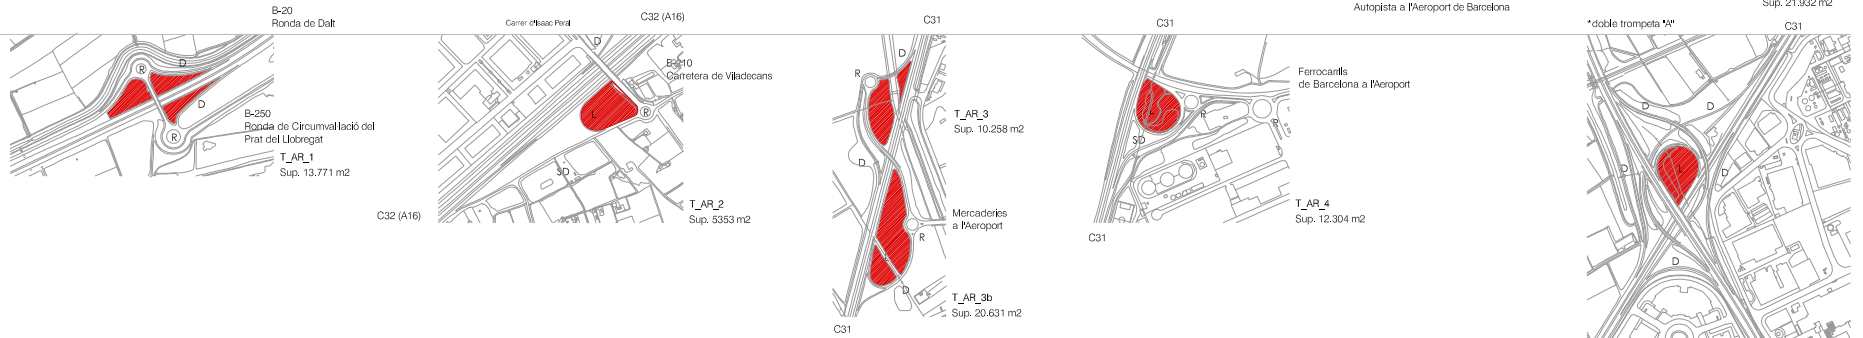 B-20
Ronda de Dalt
D
R
D
R
B-250
Ronda de Circumval·lació del
Prat del Llobregat
T_AR_1
Sup. 13.771 m2
C32 (A16)
Carrer d'Isaac Peral
C32 (A16)
D
B-210
Carretera de Viladecans
L
R
SD
T_AR_2
Sup. 5353 m2
C31
D
R
T_AR_3
Sup. 10.258 m2
D
Mercaderies
a l'Aeroport
R
L
D
T_AR_3b
Sup. 20.631 m2
C31
C31
Ferrocarrils
de Barcelona a l'Aeroport
L
R
R
SD
T_AR_4
Sup. 12.304 m2
C31
Autopista a l'Aeroport de Barcelona
Sup. 21.932 m2
*doble trompeta "A"
C31
D
D
D
L
D
D